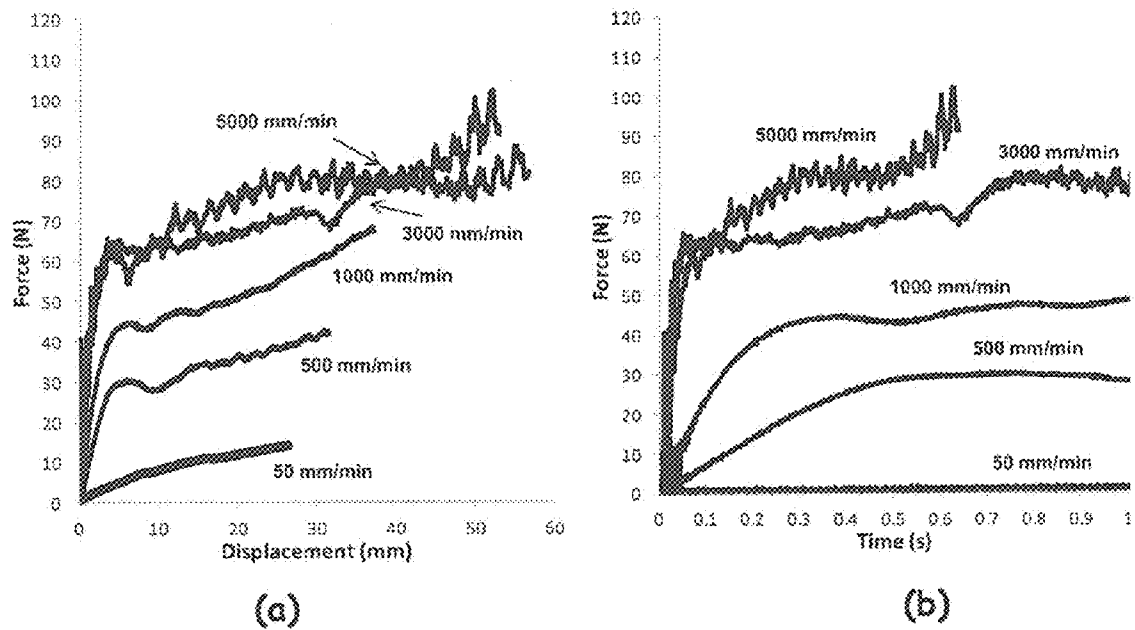 120
110
100
90
80
70
60
50
40
30
20
10
0
Force (N)
5000 mm/min
3000 mm/min
1000 mm/min
500 mm/min
50 mm/min
0 10 20 30 40 50 60
Displacement (mm)
(a)
120
110
100
90
80
70
60
50
40
30
20
10
0
Force (N)
5000 mm/min
3000 mm/min
1000 mm/min
500 mm/min
50 mm/min
0 0.1 0.2 0.3 0.4 0.5 0.6 0.7 0.8 0.9 1
Time (s)
(b)